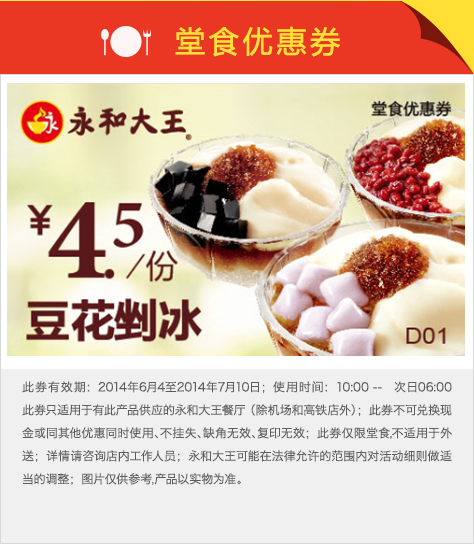 堂食优惠券
永和大王®
堂食优惠券
¥4.5/份
豆花刨冰
D01
此券有效期：2014年6月4至2014年7月10日；使用时间：10:00 -- 次日06:00
此券只适用于有此产品供应的永和大王餐厅（除机场和高铁店外）；此券不可兑换现
金或同其他优惠同时使用、不挂失、缺角无效、复印无效；此券仅限堂食,不适用于外
送；详情请咨询店内工作人员；永和大王可能在法律允许的范围内对活动细则做适
当的调整；图片仅供参考,产品以实物为准。